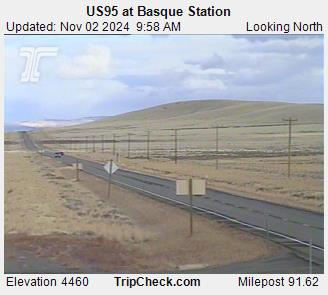 US95 at Basque Station
Updated: Nov 02 2024 9:58 AM Looking North
Elevation 4460 TripCheck.com Milepost 91.62